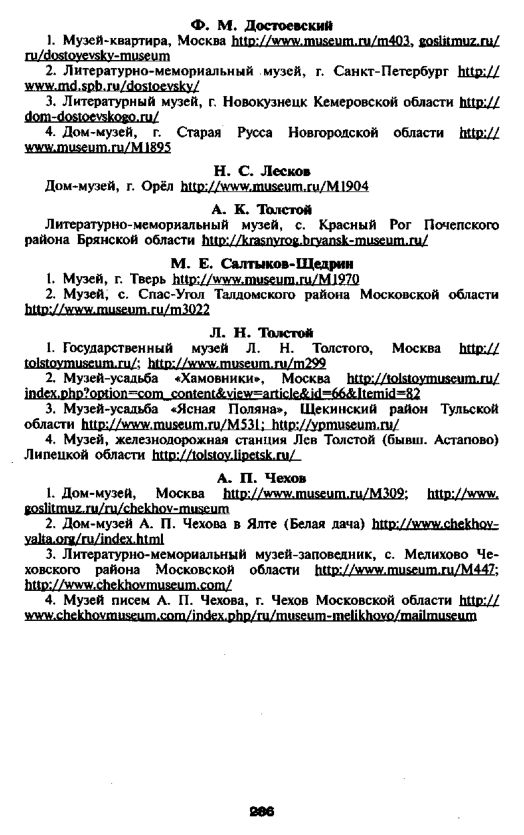 Ф. М. Достоевский
1. Музей-квартира, Москва http://www.museum.ru/m403, goslitmuz.ru/
ru/dostoyevsky-museum
2. Литературно-мемориальный музей, г. Санкт-Петербург http://
www.md.spb.ru/dostoevsky/
3. Литературный музей, г. Новокузнецк Кемеровской области http://
dom-dostoevskogo.ru/
4. Дом-музей, г. Старая Русса Новгородской области http://
www.museum.ru/M1895
Н. С. Лесков
Дом-музей, г. Орёл http://www.museum.ru/M1904
А. К. Толстой
Литературно-мемориальный музей, с. Красный Рог Почепского
района Брянской области http://krasnyrog.bryansk-museum.ru/
М. Е. Салтыков-Щедрин
1. Музей, г. Тверь http://www.museum.ru/M1970
2. Музей, с. Спас-Угол Талдомского района Московской области
http://www.museum.ru/m3022
Л. Н. Толстой
1. Государственный музей Л. Н. Толстого, Москва http://
tolstoymuseum.ru/; http://www.museum.ru/m299
2. Музей-усадьба «Хамовники», Москва http://tolstoymuseum.ru/
index.php?option=com_content&view=article&id=66&Itemid=82
3. Музей-усадьба «Ясная Поляна», Щекинский район Тульской
области http://www.museum.ru/M531; http://ypmuseum.ru/
4. Музей, железнодорожная станция Лев Толстой (бывш. Астапово)
Липецкой области http://tolstoy.lipetsk.ru/
А. П. Чехов
1. Дом-музей, Москва http://www.museum.ru/M309; http://www.
goslitmuz.ru/ru/chekhov-museum
2. Дом-музей А. П. Чехова в Ялте (Белая дача) http://www.chekhov-
yalta.org/ru/index.html
3. Литературно-мемориальный музей-заповедник, с. Мелихово Че-
ховского района Московской области http://www.museum.ru/M447;
http://www.chekhovmuseum.com/
4. Музей писем А. П. Чехова, г. Чехов Московской области http://
www.chekhovmuseum.com/index.php/ru/museum-melikhovo/mailmuseum
286